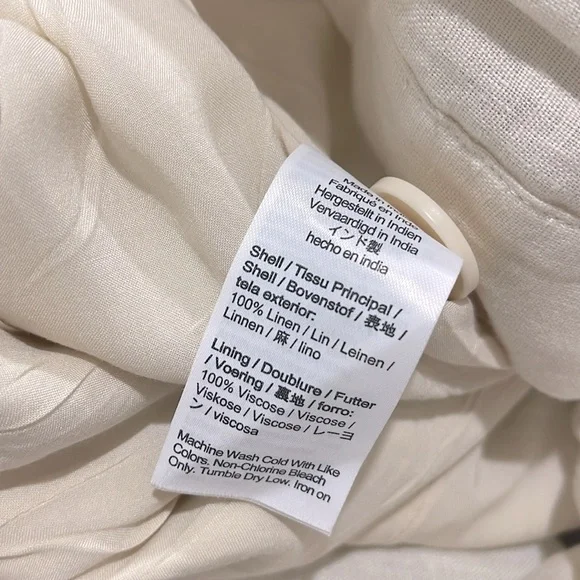 Made in
Fabriqué en Inde
Hergestellt in Indien
Vervaardigd in India
インド製
hecho en india
Shell / Tissu Principal /
Shell / Bovenstof / 表地 /
tela exterior:
100% Linen / Lin / Leinen /
Linnen / 麻 / lino
Lining / Doublure / Futter
/ Voering / 裏地 / forro:
100% Viscose / Viscose /
Viskose / Viscose / レーヨ
ン / viscosa
Machine Wash Cold With Like
Colors. Non-Chlorine Bleach
Only. Tumble Dry Low. Iron on